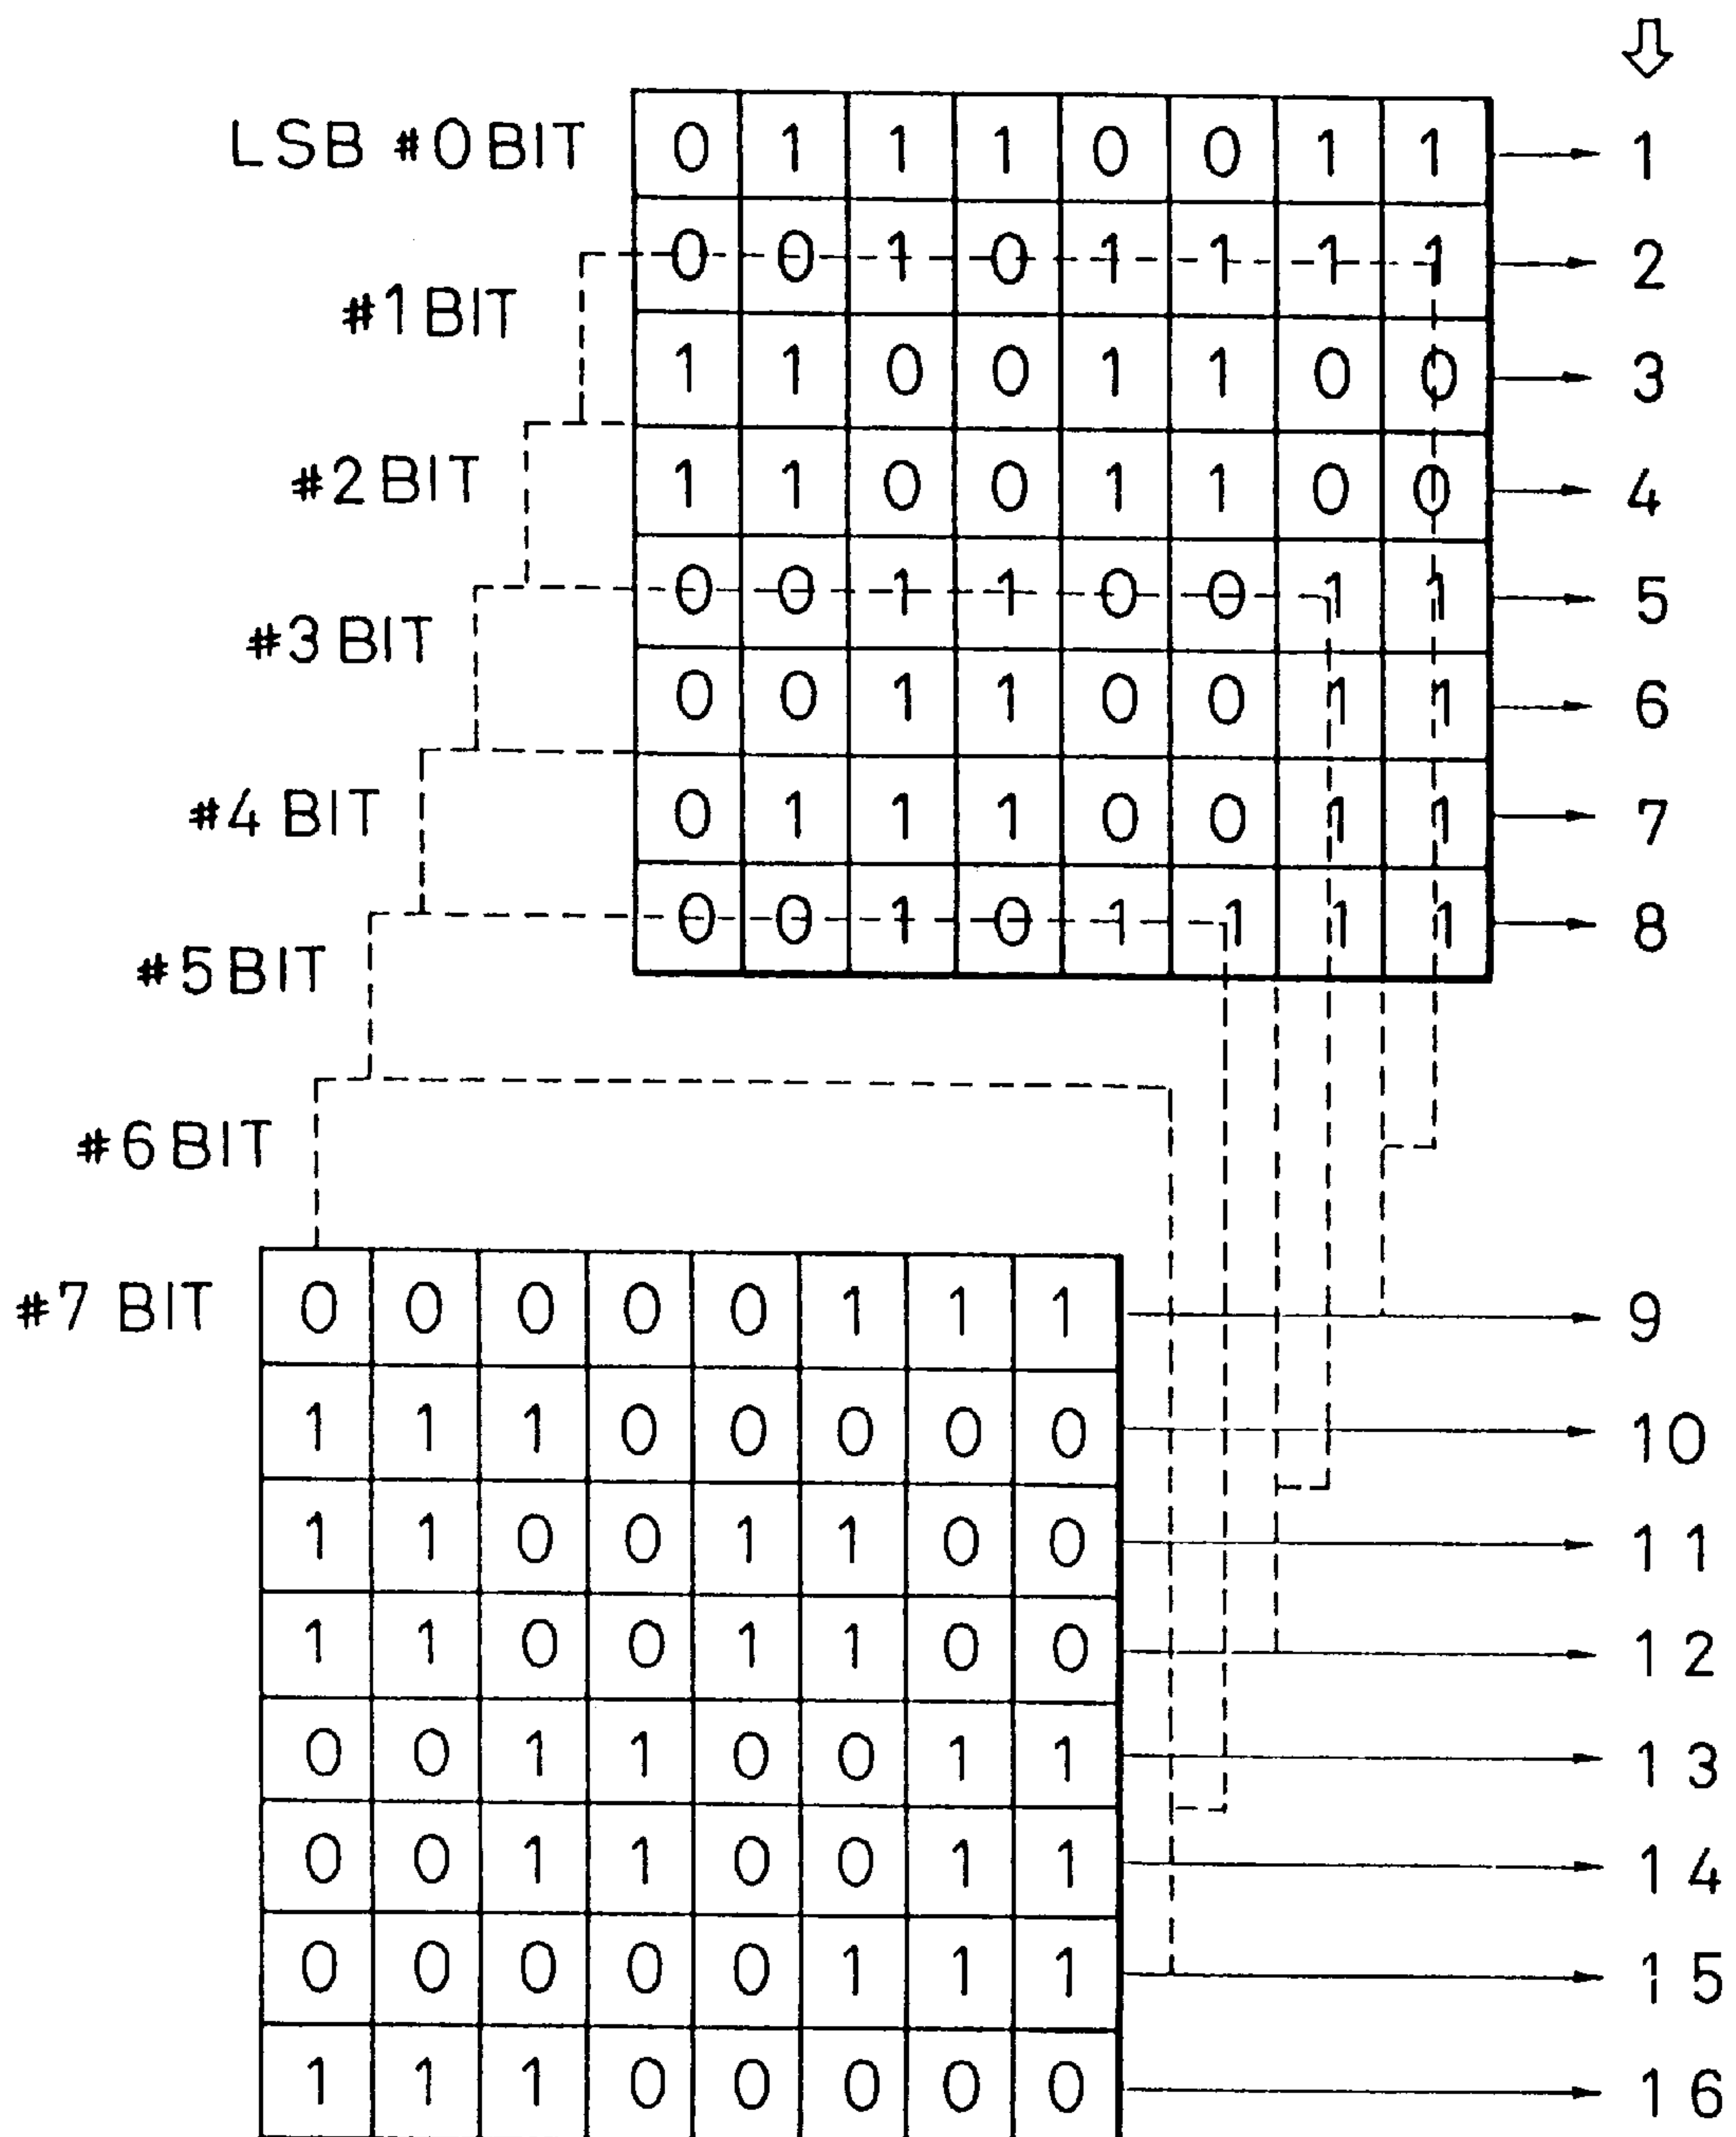 LSB #0 BIT 0 1 1 1 0 0 1 1 1
0 0 1 0 1 1 1 1 2
#1 BIT
1 1 0 0 1 1 0 0 3
#2 BIT 1 1 0 0 1 1 0 0 4
0 0 1 1 0 0 1 1 5
#3 BIT
0 0 1 1 0 0 1 1 6
#4 BIT 0 1 1 1 0 0 1 1 7
0 0 1 0 1 1 1 1 8
#5 BIT
#6 BIT
#7 BIT 0 0 0 0 0 1 1 1 9
1 1 1 0 0 0 0 0 10
1 1 0 0 1 1 0 0 11
1 1 0 0 1 1 0 0 12
0 0 1 1 0 0 1 1 13
0 0 1 1 0 0 1 1 14
0 0 0 0 0 1 1 1 15
1 1 1 0 0 0 0 0 16